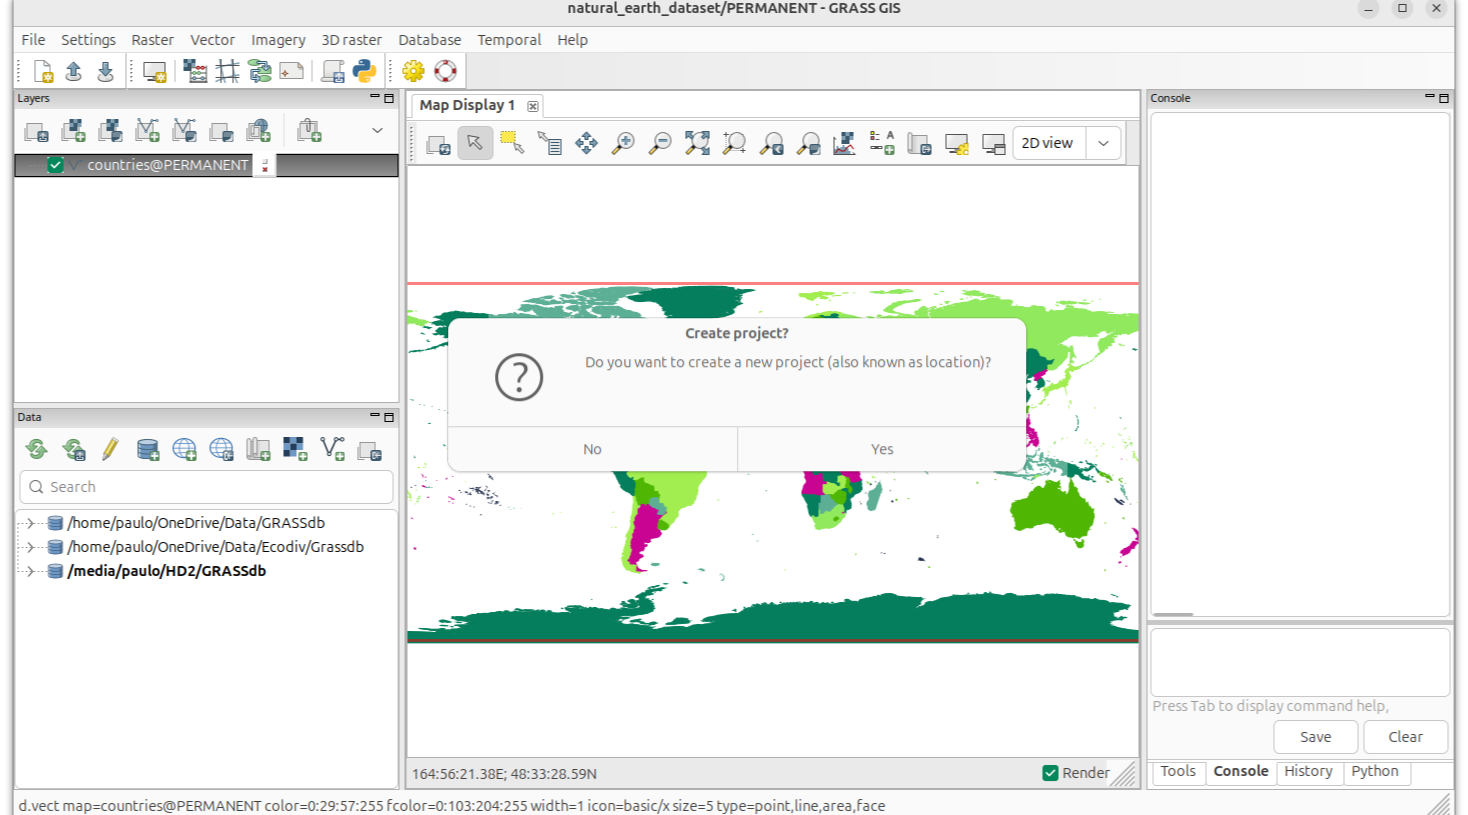 natural_earth_dataset/PERMANENT - GRASS GIS
File Settings Raster Vector Imagery 3D raster Database Temporal Help
Layers
countries@PERMANENT
Data
Search
/home/paulo/OneDrive/Data/GRASSdb
/home/paulo/OneDrive/Data/Ecodiv/Grassdb
/media/paulo/HD2/GRASSdb
Map Display 1
2D view
Create project?
Do you want to create a new project (also known as location)?
No Yes
164:56:21.38E; 48:33:28.59N
Render
Console
Press Tab to display command help,
Save Clear
Tools Console History Python
d.vect map=countries@PERMANENT color=0:29:57:255 fcolor=0:103:204:255 width=1 icon=basic/x size=5 type=point,line,area,face